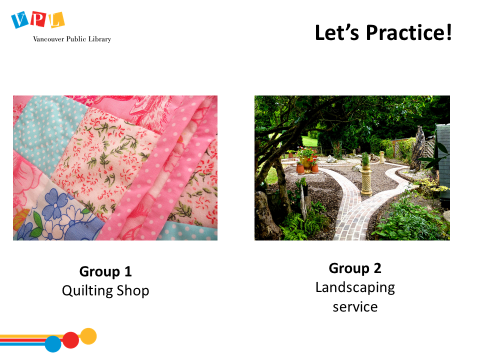 VPL
Vancouver Public Library
Let's Practice!
Group 1
Quilting Shop
Group 2
Landscaping
service